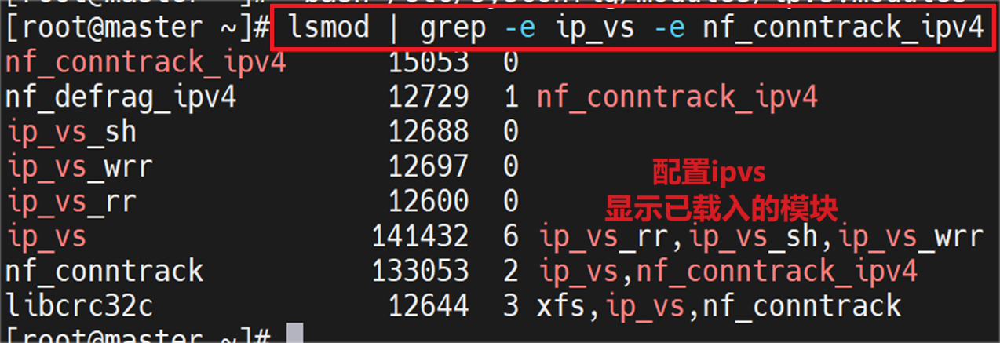 [root@master ~]# lsmod | grep -e ip_vs -e nf_conntrack_ipv4
nf_conntrack_ipv4 15053 0
nf_defrag_ipv4 12729 1 nf_conntrack_ipv4
ip_vs_sh 12688 0
ip_vs_wrr 12697 0
ip_vs_rr 12600 0
配置ipvs
显示已载入的模块
ip_vs 141432 6 ip_vs_rr,ip_vs_sh,ip_vs_wrr
nf_conntrack 133053 2 ip_vs,nf_conntrack_ipv4
libcrc32c 12644 3 xfs,ip_vs,nf_conntrack
[root@master ~]#